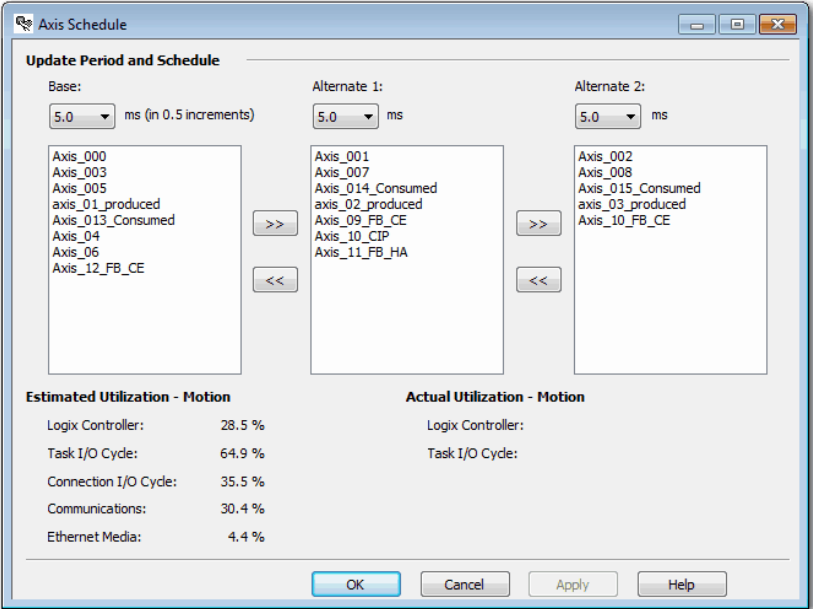 Axis Schedule
Update Period and Schedule
Base:
5.0 ms (in 0.5 increments)
Alternate 1:
5.0 ms
Alternate 2:
5.0 ms
Axis_000
Axis_003
Axis_005
axis_01_produced
Axis_013_Consumed
Axis_04
Axis_06
Axis_12_FB_CE
>>
<<
Axis_001
Axis_007
Axis_014_Consumed
axis_02_produced
Axis_09_FB_CE
Axis_10_CIP
Axis_11_FB_HA
>>
<<
Axis_002
Axis_008
Axis_015_Consumed
axis_03_produced
Axis_10_FB_CE
Estimated Utilization - Motion
Logix Controller: 28.5 %
Task I/O Cycle: 64.9 %
Connection I/O Cycle: 35.5 %
Communications: 30.4 %
Ethernet Media: 4.4 %
Actual Utilization - Motion
Logix Controller:
Task I/O Cycle:
OK Cancel Apply Help